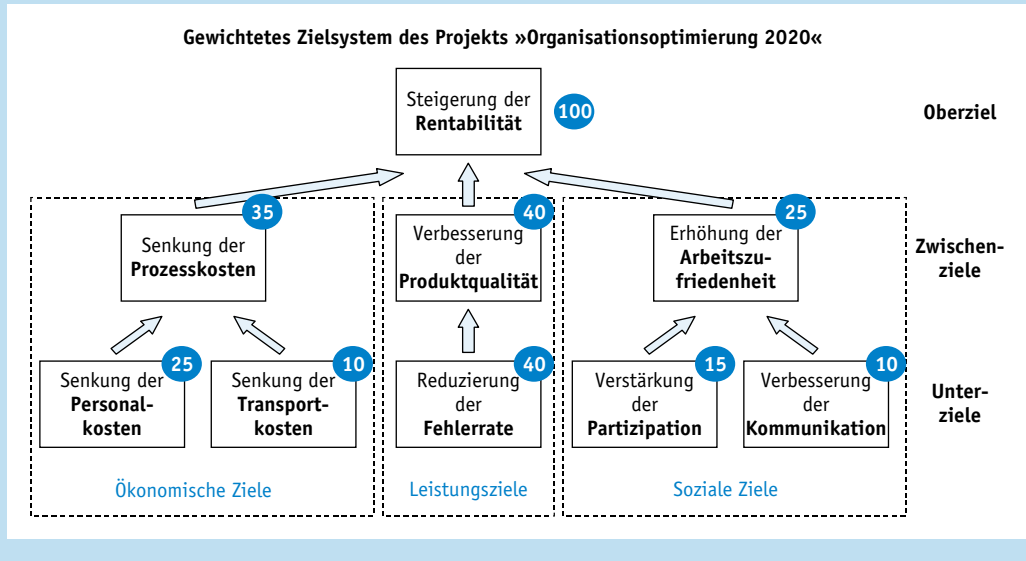 Gewichtetes Zielsystem des Projekts »Organisationsoptimierung 2020«
Steigerung der
Rentabilität
100
Oberziel
35
Senkung der
Prozesskosten
40
Verbesserung
der
Produktqualität
25
Erhöhung der
Arbeitszu-
friedenheit
Zwischen-
ziele
25
Senkung der
Personal-
kosten
10
Senkung der
Transport-
kosten
40
Reduzierung
der
Fehlerrate
15
Verstärkung
der
Partizipation
10
Verbesserung
der
Kommunikation
Unter-
ziele
Ökonomische Ziele
Leistungsziele
Soziale Ziele